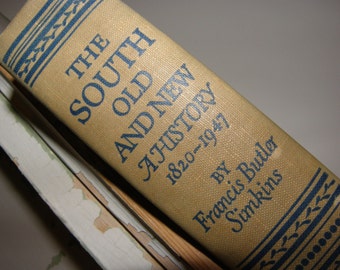 THE
SOUTH
OLD
AND NEW
A HISTORY
1820-1947
BY
Francis Butler
Simkins